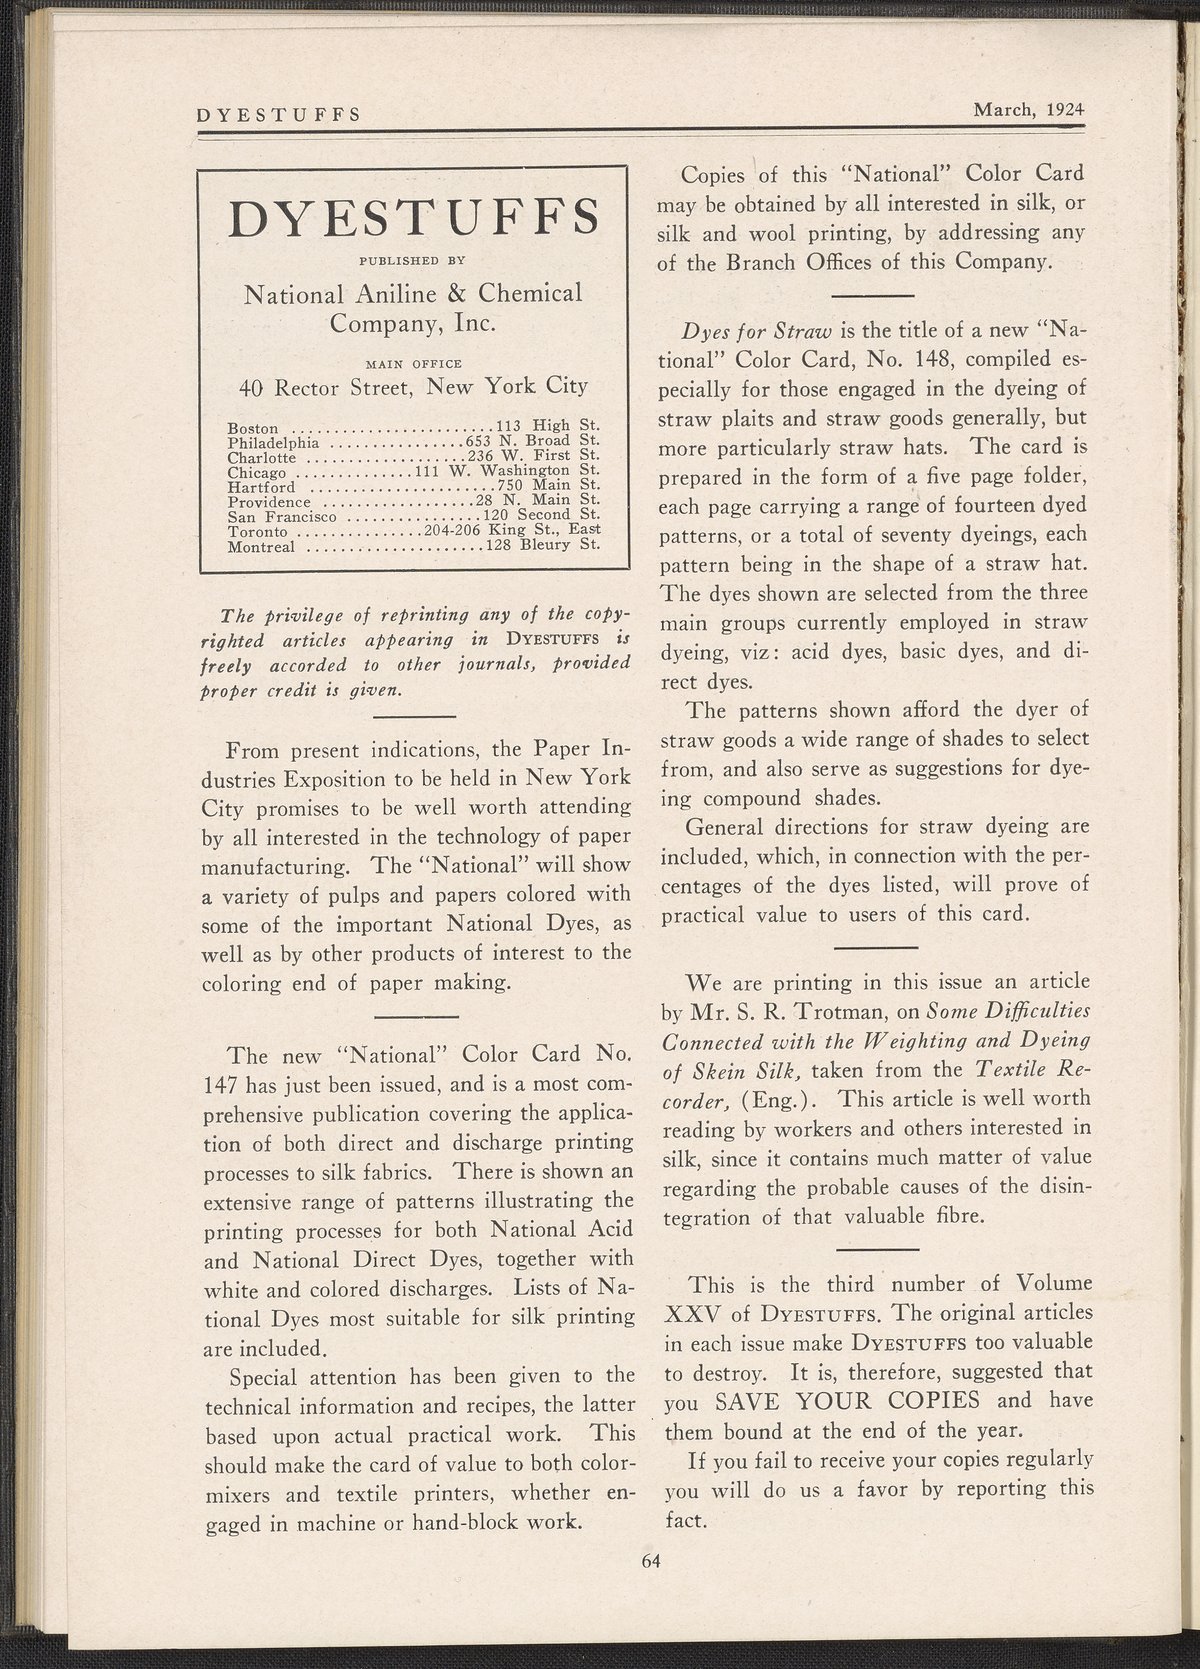 DYESTUFFS
March, 1924
DYESTUFFS
PUBLISHED BY
National Aniline & Chemical
Company, Inc.
MAIN OFFICE
40 Rector Street, New York City
Boston ........................113 High St.
Philadelphia ................653 N. Broad St.
Charlotte ...................236 W. First St.
Chicago ..............111 W. Washington St.
Hartford ......................750 Main St.
Providence ..................28 N. Main St.
San Francisco ................120 Second St.
Toronto ...............204-206 King St., East
Montreal .....................128 Bleury St.
The privilege of reprinting any of the copy-
righted articles appearing in DYESTUFFS is
freely accorded to other journals, provided
proper credit is given.
From present indications, the Paper In-
dustries Exposition to be held in New York
City promises to be well worth attending
by all interested in the technology of paper
manufacturing. The “National” will show
a variety of pulps and papers colored with
some of the important National Dyes, as
well as by other products of interest to the
coloring end of paper making.
The new “National” Color Card No.
147 has just been issued, and is a most com-
prehensive publication covering the applica-
tion of both direct and discharge printing
processes to silk fabrics. There is shown an
extensive range of patterns illustrating the
printing processes for both National Acid
and National Direct Dyes, together with
white and colored discharges. Lists of Na-
tional Dyes most suitable for silk printing
are included.
Special attention has been given to the
technical information and recipes, the latter
based upon actual practical work. This
should make the card of value to both color-
mixers and textile printers, whether en-
gaged in machine or hand-block work.
Copies of this “National” Color Card
may be obtained by all interested in silk, or
silk and wool printing, by addressing any
of the Branch Offices of this Company.
Dyes for Straw is the title of a new “Na-
tional” Color Card, No. 148, compiled es-
pecially for those engaged in the dyeing of
straw plaits and straw goods generally, but
more particularly straw hats. The card is
prepared in the form of a five page folder,
each page carrying a range of fourteen dyed
patterns, or a total of seventy dyeings, each
pattern being in the shape of a straw hat.
The dyes shown are selected from the three
main groups currently employed in straw
dyeing, viz: acid dyes, basic dyes, and di-
rect dyes.
The patterns shown afford the dyer of
straw goods a wide range of shades to select
from, and also serve as suggestions for dye-
ing compound shades.
General directions for straw dyeing are
included, which, in connection with the per-
centages of the dyes listed, will prove of
practical value to users of this card.
We are printing in this issue an article
by Mr. S. R. Trotman, on Some Difficulties
Connected with the Weighting and Dyeing
of Skein Silk, taken from the Textile Re-
corder, (Eng.). This article is well worth
reading by workers and others interested in
silk, since it contains much matter of value
regarding the probable causes of the disin-
tegration of that valuable fibre.
This is the third number of Volume
XXV of DYESTUFFS. The original articles
in each issue make DYESTUFFS too valuable
to destroy. It is, therefore, suggested that
you SAVE YOUR COPIES and have
them bound at the end of the year.
If you fail to receive your copies regularly
you will do us a favor by reporting this
fact.
64